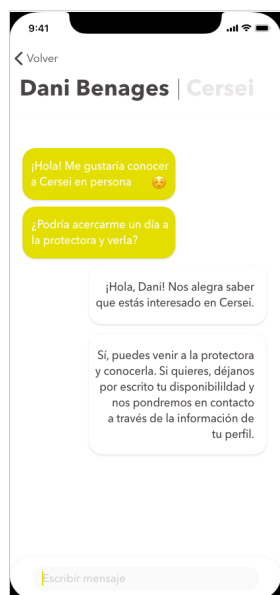 9:41
Volver
Dani Benages | Cersei
¡Hola! Me gustaría conocer
a Cersei en persona 😊
¿Podría acercarme un día a
la protectora y verla?
¡Hola, Dani! Nos alegra saber
que estás interesado en Cersei.
Sí, puedes venir a la protectora
y conocerla. Si quieres, déjanos
por escrito tu disponibilildad y
nos pondremos en contacto
a través de la información de
tu perfil.
Escribir mensaje